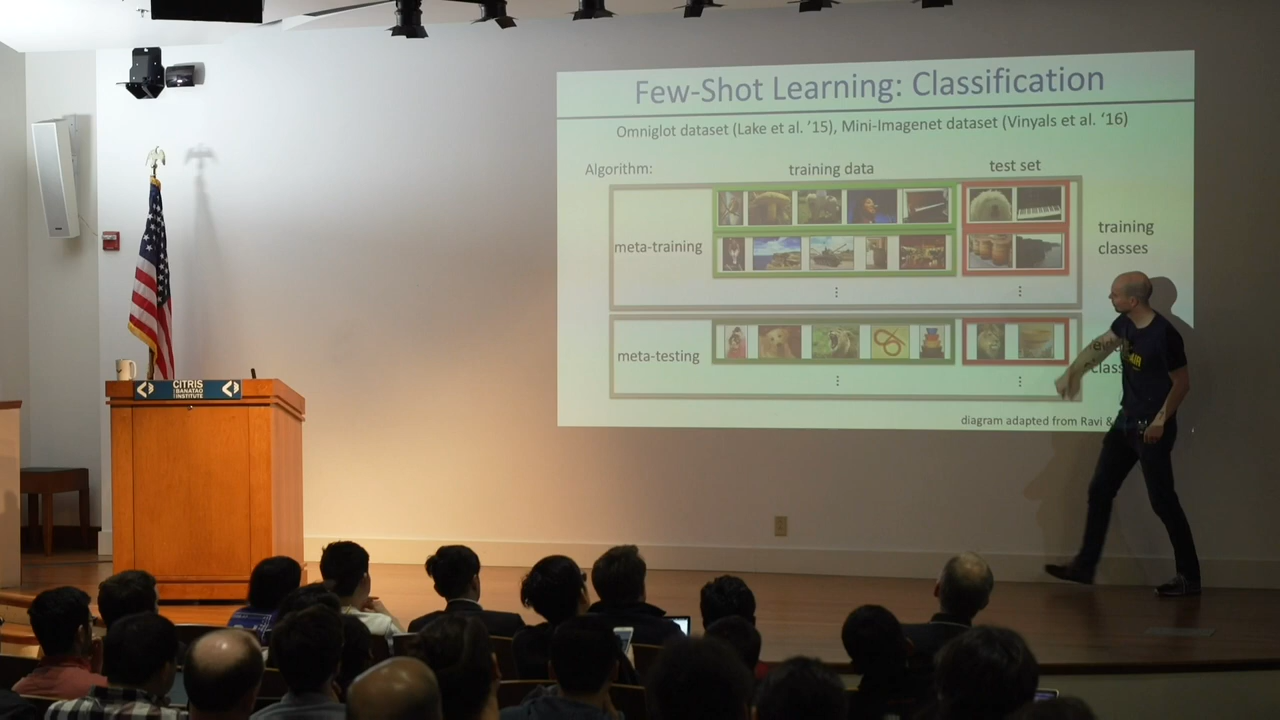 Few-Shot Learning: Classification
Omniglot dataset (Lake et al. ‘15), Mini-Imagenet dataset (Vinyals et al. ‘16)
Algorithm:
training data
test set
meta-training
training
classes
meta-testing
diagram adapted from Ravi &
CITRIS
BANATAO
INSTITUTE